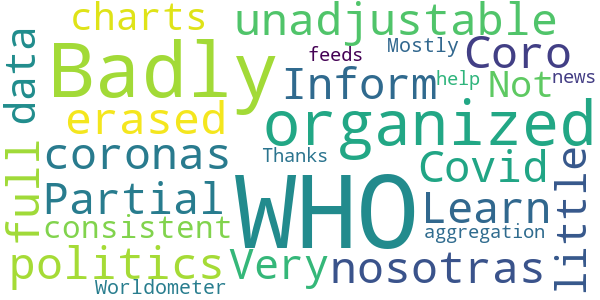 charts
unadjustable
data
Badly
feeds
Mostly
Coro
Inform
help
Not
news
erased
organized
full
coronas
Thanks
Covid
little
Partial
WHO
Learn
consistent
aggregation
politics
Very
nosotras
Worldometer